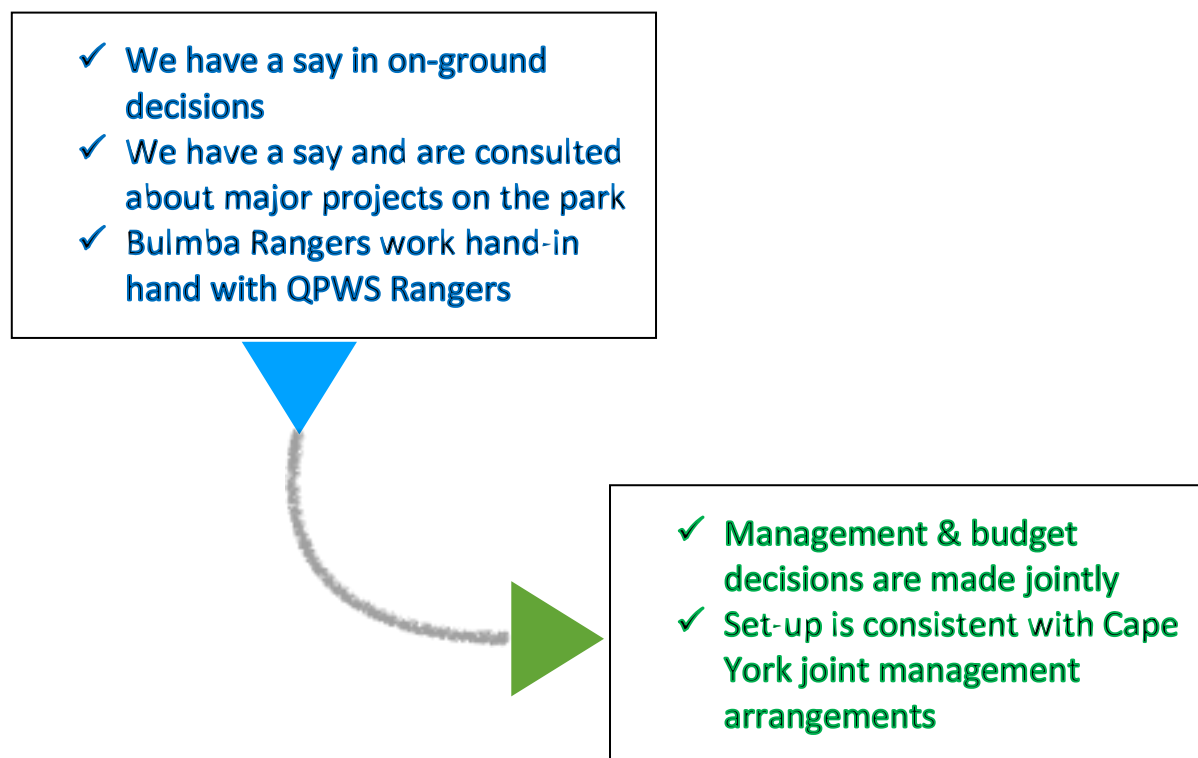 ✓ We have a say in on-ground
decisions
✓ We have a say and are consulted
about major projects on the park
✓ Bulmba Rangers work hand-in
hand with QPWS Rangers
✓ Management & budget
decisions are made jointly
✓ Set-up is consistent with Cape
York joint management
arrangements